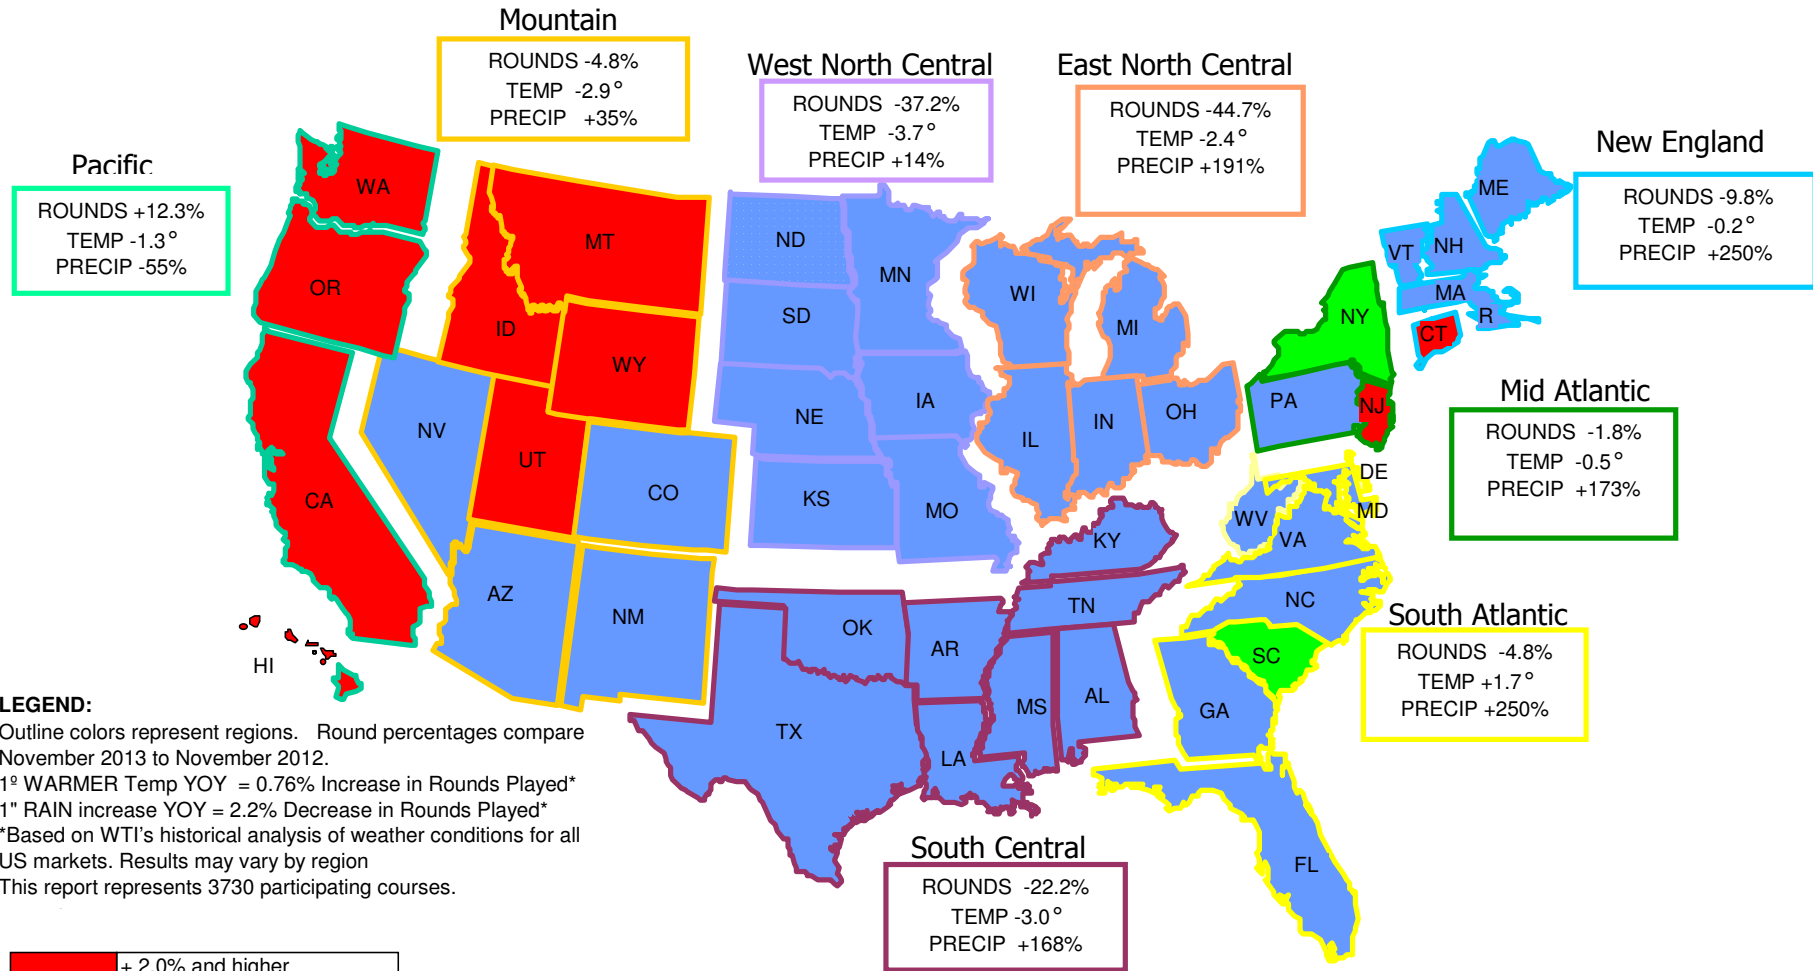 Mountain
ROUNDS -4.8%
TEMP -2.9°
PRECIP +35%
West North Central
ROUNDS -37.2%
TEMP -3.7°
PRECIP +14%
East North Central
ROUNDS -44.7%
TEMP -2.4°
PRECIP +191%
New England
ROUNDS -9.8%
TEMP -0.2°
PRECIP +250%
Pacific
ROUNDS +12.3%
TEMP -1.3°
PRECIP -55%
Mid Atlantic
ROUNDS -1.8%
TEMP -0.5°
PRECIP +173%
South Atlantic
ROUNDS -4.8%
TEMP +1.7°
PRECIP +250%
South Central
ROUNDS -22.2%
TEMP -3.0°
PRECIP +168%
WA
OR
CA
HI
MT
ID
WY
NV
UT
CO
AZ
NM
ND
SD
NE
KS
MN
IA
MO
WI
MI
IL
IN
OH
KY
TN
OK
AR
TX
LA
MS
AL
ME
VT
NH
MA
R
CT
NY
PA
NJ
DE
MD
WV
VA
NC
SC
GA
FL
LEGEND:
Outline colors represent regions. Round percentages compare
November 2013 to November 2012.
1º WARMER Temp YOY = 0.76% Increase in Rounds Played*
1" RAIN increase YOY = 2.2% Decrease in Rounds Played*
*Based on WTI's historical analysis of weather conditions for all
US markets. Results may vary by region
This report represents 3730 participating courses.
+ 2.0% and higher